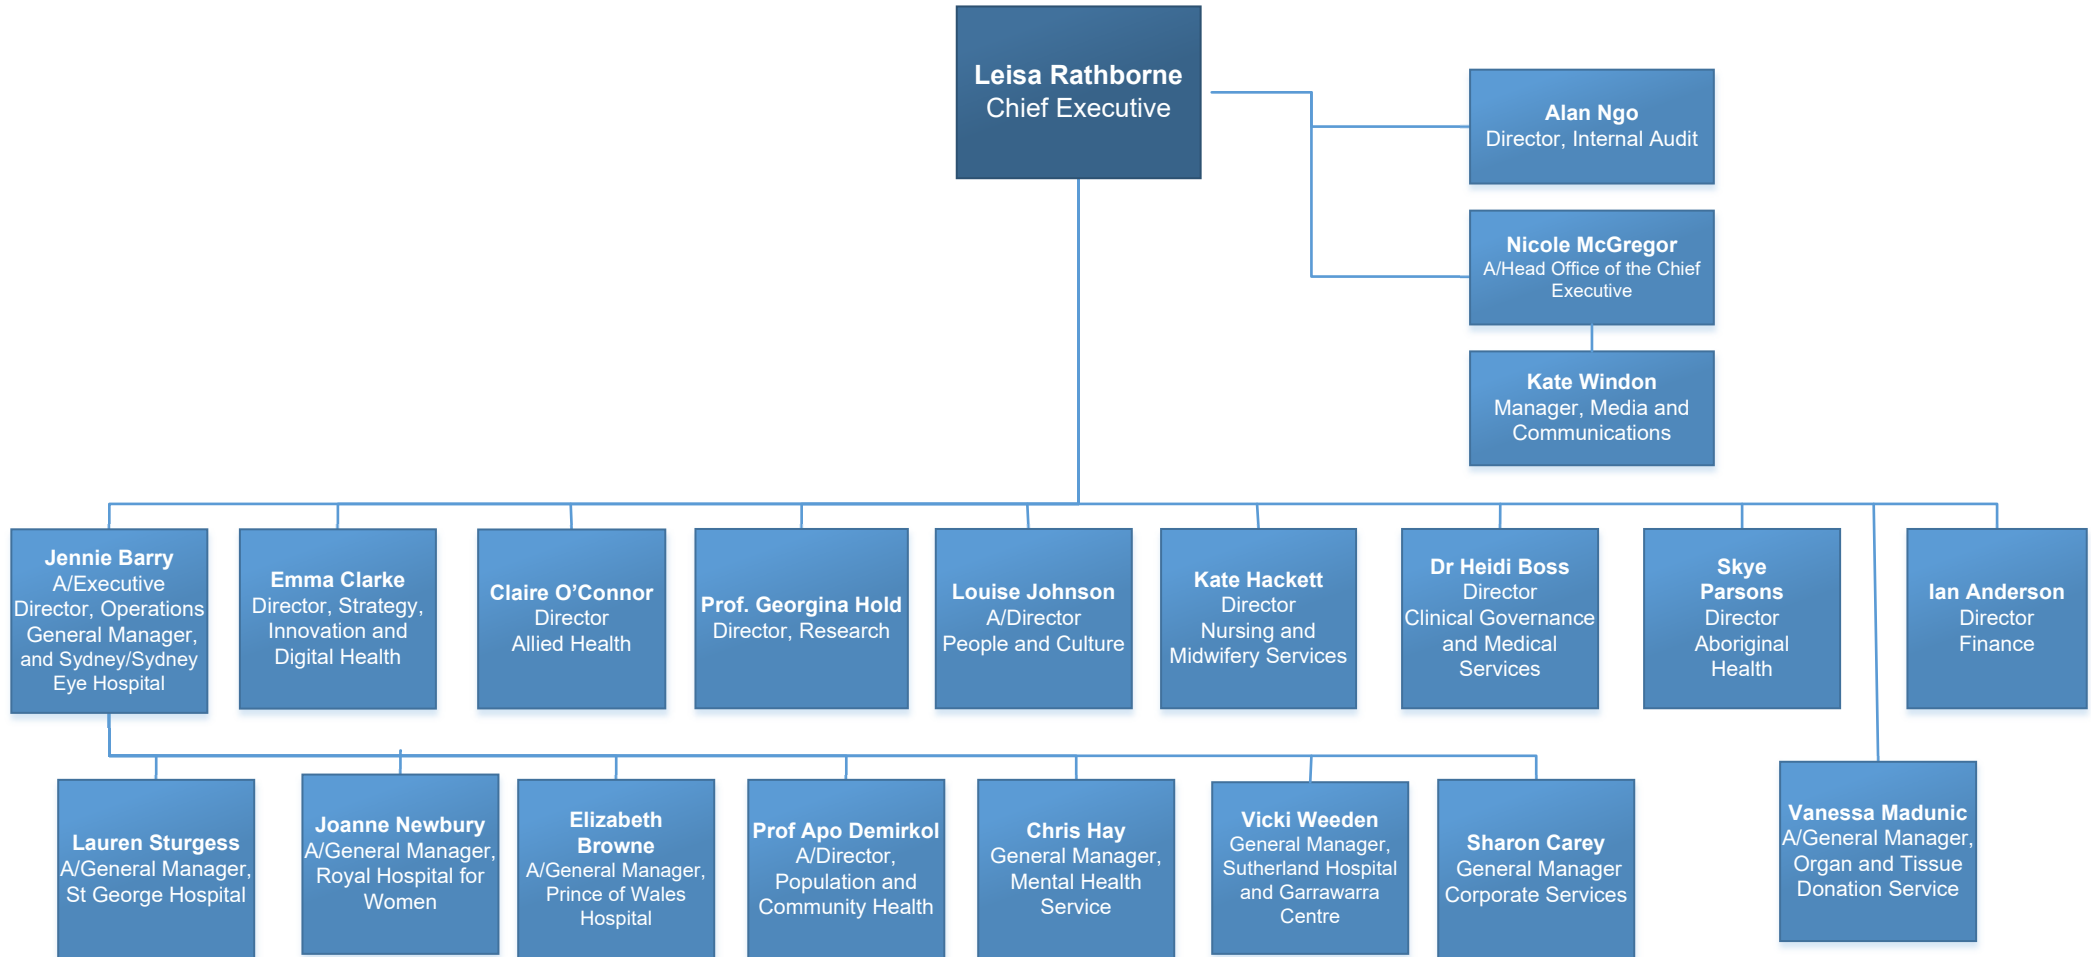 Leisa Rathborne
Chief Executive
Alan Ngo
Director, Internal Audit
Nicole McGregor
A/Head Office of the Chief
Executive
Kate Windon
Manager, Media and
Communications
Jennie Barry
A/Executive
Director, Operations
General Manager,
and Sydney/Sydney
Eye Hospital
Emma Clarke
Director, Strategy,
Innovation and
Digital Health
Claire O’Connor
Director
Allied Health
Prof. Georgina Hold
Director, Research
Louise Johnson
A/Director
People and Culture
Kate Hackett
Director
Nursing and
Midwifery Services
Dr Heidi Boss
Director
Clinical Governance
and Medical
Services
Skye
Parsons
Director
Aboriginal
Health
Ian Anderson
Director
Finance
Lauren Sturgess
A/General Manager,
St George Hospital
Joanne Newbury
A/General Manager,
Royal Hospital for
Women
Elizabeth
Browne
A/General Manager,
Prince of Wales
Hospital
Prof Apo Demirkol
A/Director,
Population and
Community Health
Chris Hay
General Manager,
Mental Health
Service
Vicki Weeden
General Manager,
Sutherland Hospital
and Garrawarra
Centre
Sharon Carey
General Manager
Corporate Services
Vanessa Madunic
A/General Manager,
Organ and Tissue
Donation Service